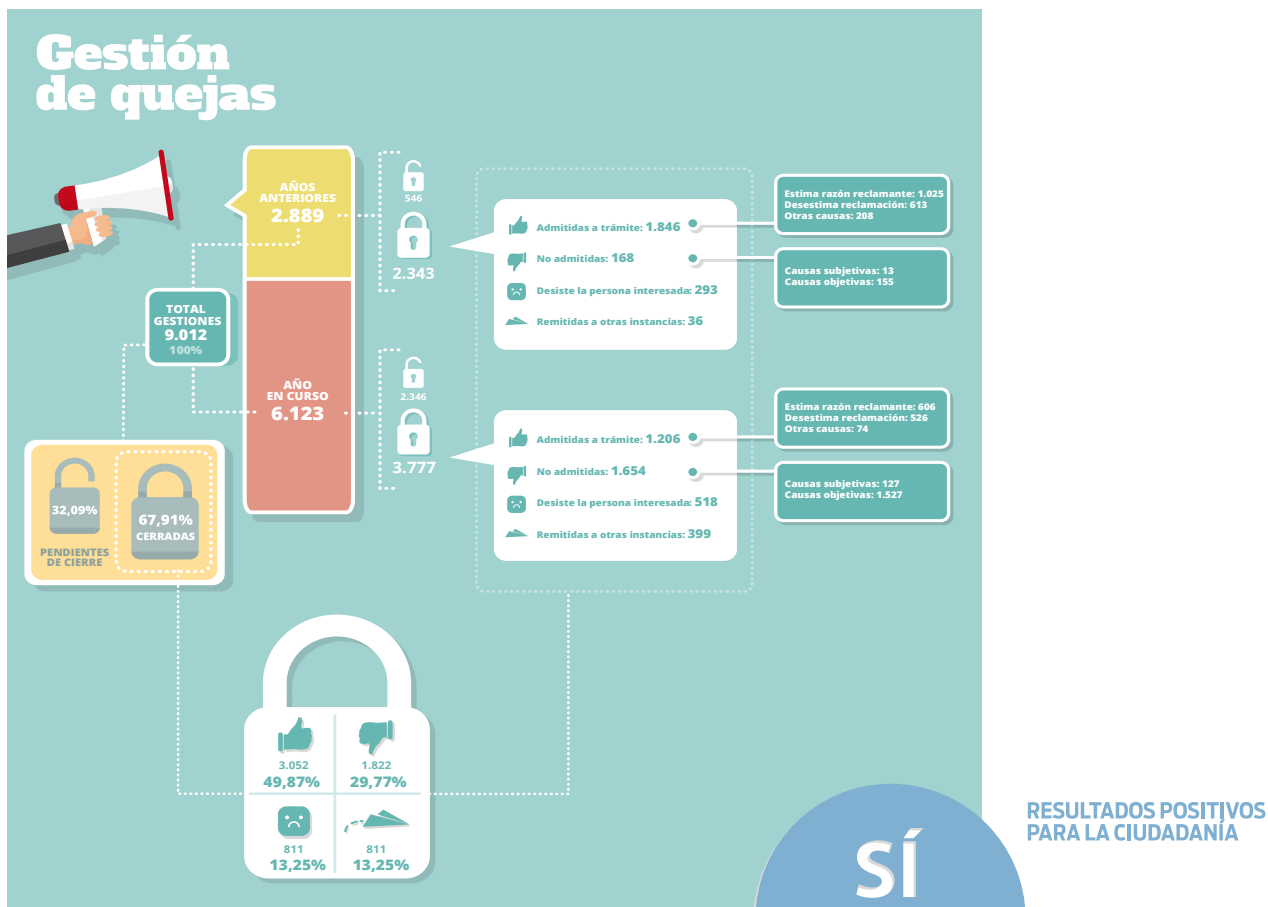 Gestión
de quejas
AÑOS
ANTERIORES
2.889
546
2.343
Admitidas a trámite: 1.846
No admitidas: 168
Desiste la persona interesada: 293
Remitidas a otras instancias: 36
Estima razón reclamante: 1.025
Desestima reclamación: 613
Otras causas: 208
Causas subjetivas: 13
Causas objetivas: 155
TOTAL
GESTIONES
9.012
100%
AÑO
EN CURSO
6.123
2.346
3.777
Admitidas a trámite: 1.206
No admitidas: 1.654
Desiste la persona interesada: 518
Remitidas a otras instancias: 399
Estima razón reclamante: 606
Desestima reclamación: 526
Otras causas: 74
Causas subjetivas: 127
Causas objetivas: 1.527
32,09%
PENDIENTES
DE CIERRE
67,91%
CERRADAS
3.052
49,87%
1.822
29,77%
811
13,25%
811
13,25%
SÍ
RESULTADOS POSITIVOS
PARA LA CIUDADANÍA